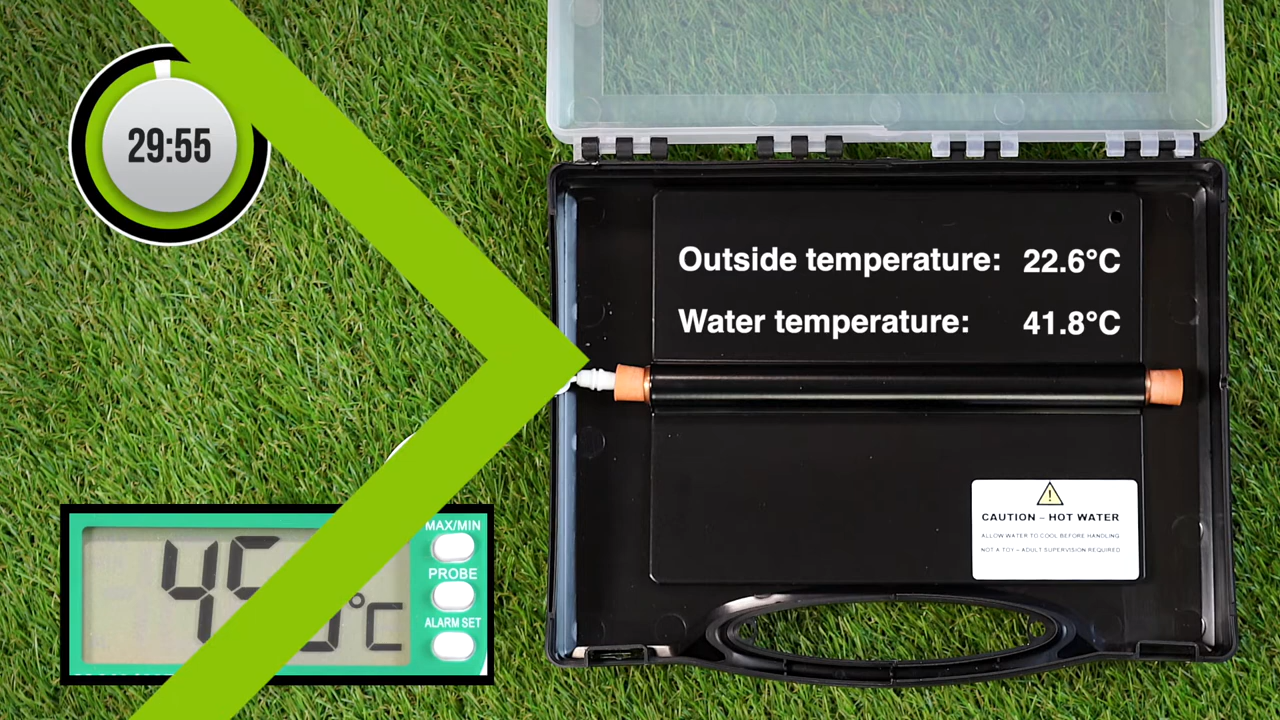 29:55
Outside temperature: 22.6°C
Water temperature: 41.8°C
MAX/MIN
PROBE
ALARM SET
°C
CAUTION – HOT WATER
ALLOW WATER TO COOL BEFORE HANDLING
NOT A TOY – ADULT SUPERVISION REQUIRED